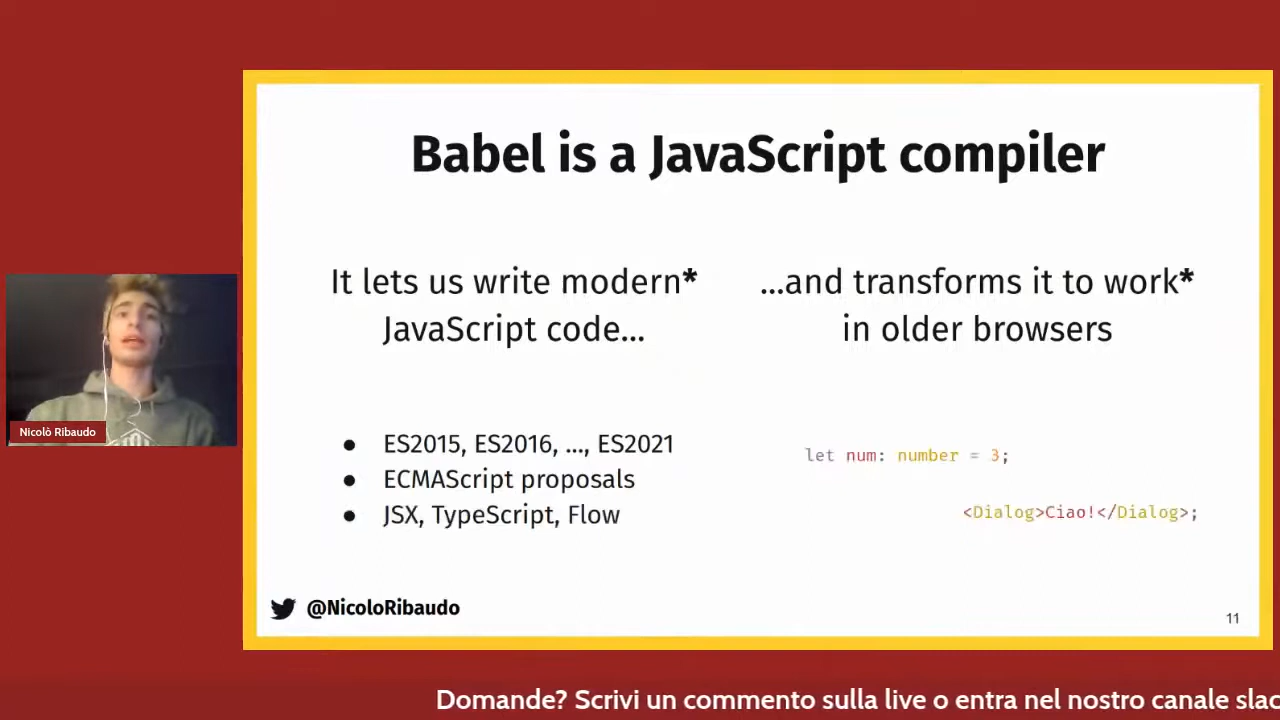 Babel is a JavaScript compiler
It lets us write modern*
JavaScript code...
...and transforms it to work*
in older browsers
● ES2015, ES2016, ..., ES2021
● ECMAScript proposals
● JSX, TypeScript, Flow
let num: number = 3;
<Dialog>Ciao!</Dialog>;
Nicolò Ribaudo
@NicoloRibaudo
11
Domande? Scrivi un commento sulla live o entra nel nostro canale slac